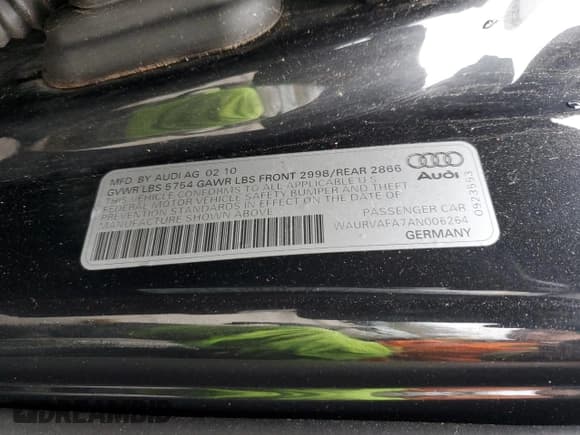 MFD. BY AUDI AG 02 10
GVWR LBS 5754 GAWR LBS FRONT 2998/REAR 2866
THIS VEHICLE CONFORMS TO ALL APPLICABLE U.S.
FEDERAL MOTOR VEHICLE SAFETY BUMPER AND THEFT
PREVENTION STANDARDS IN EFFECT ON THE DATE OF
MANUFACTURE SHOWN ABOVE
PASSENGER CAR
WAURVAFA7AN006264
GERMANY
Audi
0923553
DREAMBID